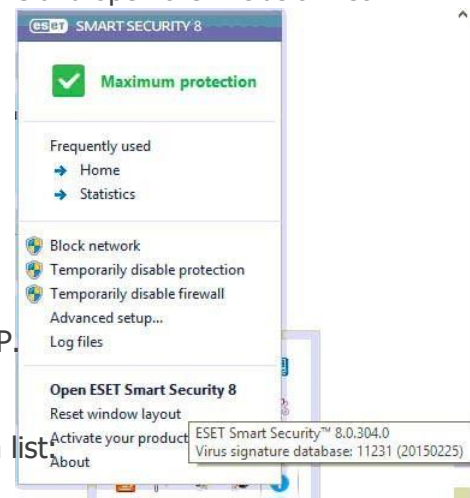 eseT SMART SECURITY 8
Maximum protection
Frequently used
Home
Statistics
Block network
Temporarily disable protection
Temporarily disable firewall
Advanced setup...
P.
Log files
Open ESET Smart Security 8
Reset window layout
list:
Activate your product
ESET Smart Security™ 8.0.304.0
Virus signature database: 11231 (20150225)
About